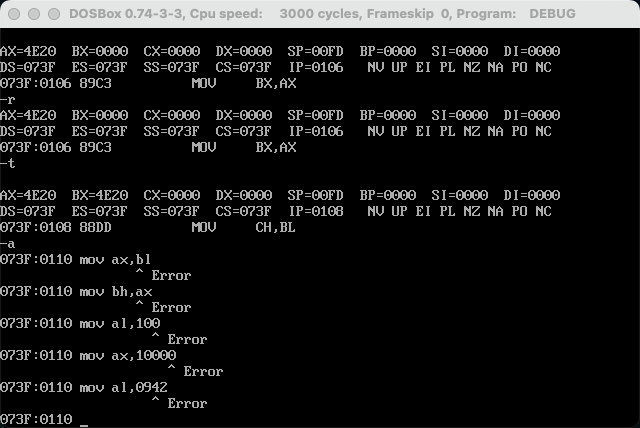 DOSBox 0.74-3-3, Cpu speed:    3000 cycles, Frameskip  0, Program:   DEBUG
AX=4E20  BX=0000  CX=0000  DX=0000  SP=00FD  BP=0000  SI=0000  DI=0000
DS=073F  ES=073F  SS=073F  CS=073F  IP=0106   NV UP EI PL NZ NA PO NC
073F:0106 89C3          MOV     BX,AX
-r
AX=4E20  BX=0000  CX=0000  DX=0000  SP=00FD  BP=0000  SI=0000  DI=0000
DS=073F  ES=073F  SS=073F  CS=073F  IP=0106   NV UP EI PL NZ NA PO NC
073F:0106 89C3          MOV     BX,AX
-t
AX=4E20  BX=4E20  CX=0000  DX=0000  SP=00FD  BP=0000  SI=0000  DI=0000
DS=073F  ES=073F  SS=073F  CS=073F  IP=0108   NV UP EI PL NZ NA PO NC
073F:0108 88DD          MOV     CH,BL
-a
073F:0110 mov ax,bl
                 ^ Error
073F:0110 mov bh,ax
                 ^ Error
073F:0110 mov al,100
                   ^ Error
073F:0110 mov ax,10000
                     ^ Error
073F:0110 mov al,0942
                   ^ Error
073F:0110 _